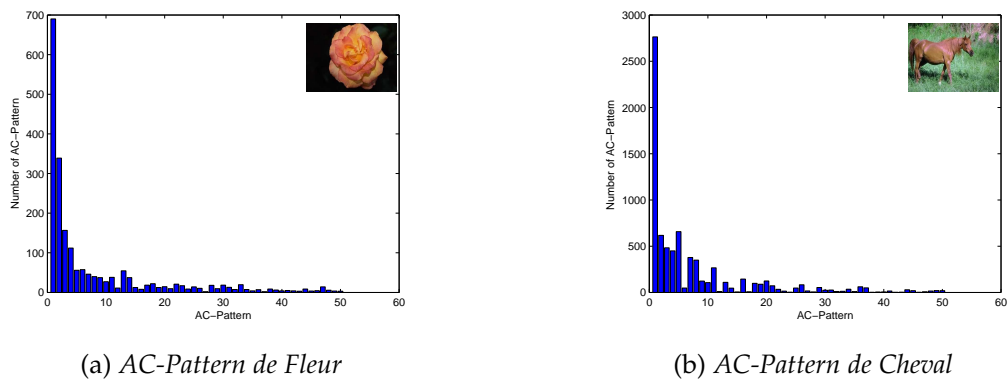 700
600
500
400
300
200
100
0
Number of AC−Pattern
0 10 20 30 40 50 60
AC−Pattern
(a) AC-Pattern de Fleur
3000
2500
2000
1500
1000
500
0
Number of AC−Pattern
0 10 20 30 40 50 60
AC−Pattern
(b) AC-Pattern de Cheval